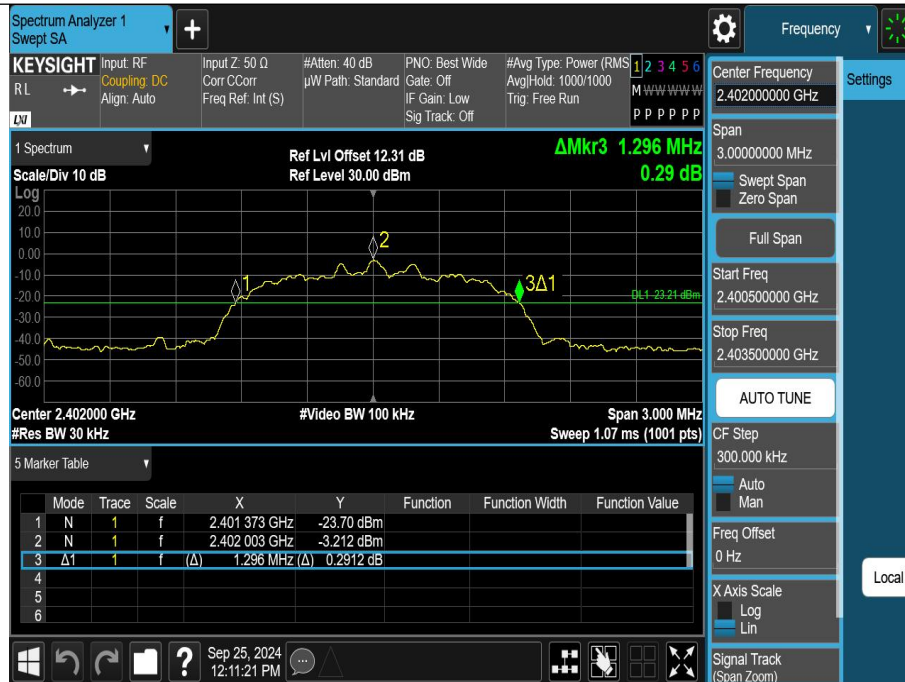 Spectrum Analyzer 1
Swept SA
Frequency
Settings
KEYSIGHT
RL
LXI
Input: RF
Coupling: DC
Align: Auto
Input Z: 50 Ω
Corr CCorr
Freq Ref: Int (S)
#Atten: 40 dB
µW Path: Standard
PNO: Best Wide
Gate: Off
IF Gain: Low
Sig Track: Off
#Avg Type: Power (RMS
Avg|Hold: 1000/1000
Trig: Free Run
1 2 3 4 5 6
M W W W W W
P P P P P P
1 Spectrum
Scale/Div 10 dB
Ref Lvl Offset 12.31 dB
Ref Level 30.00 dBm
ΔMkr3 1.296 MHz
0.29 dB
Log
20.0
10.0
0.00
-10.0
-20.0
-30.0
-40.0
-50.0
-60.0
1
2
3Δ1
DL1 -23.21 dBm
Center 2.402000 GHz
#Video BW 100 kHz
Span 3.000 MHz
#Res BW 30 kHz
Sweep 1.07 ms (1001 pts)
5 Marker Table
Mode Trace Scale X Y Function Function Width Function Value
1 N 1 f 2.401 373 GHz -23.70 dBm
2 N 1 f 2.402 003 GHz -3.212 dBm
3 Δ1 1 f (Δ) 1.296 MHz (Δ) 0.2912 dB
4
5
6
Sep 25, 2024
12:11:21 PM
Center Frequency
2.402000000 GHz
Span
3.00000000 MHz
Swept Span
Zero Span
Full Span
Start Freq
2.400500000 GHz
Stop Freq
2.403500000 GHz
AUTO TUNE
CF Step
300.000 kHz
Auto
Man
Freq Offset
0 Hz
X Axis Scale
Log
Lin
Signal Track
(Span Zoom)
Local